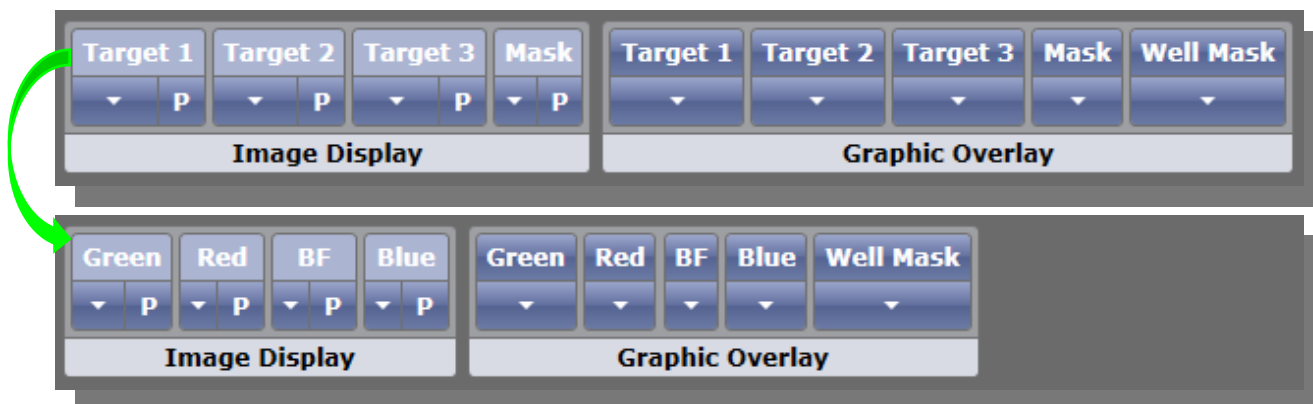 Target 1 Target 2 Target 3 Mask Target 1 Target 2 Target 3 Mask Well Mask
P P P P
Image Display Graphic Overlay
Green Red BF Blue Green Red BF Blue Well Mask
P P P P
Image Display Graphic Overlay